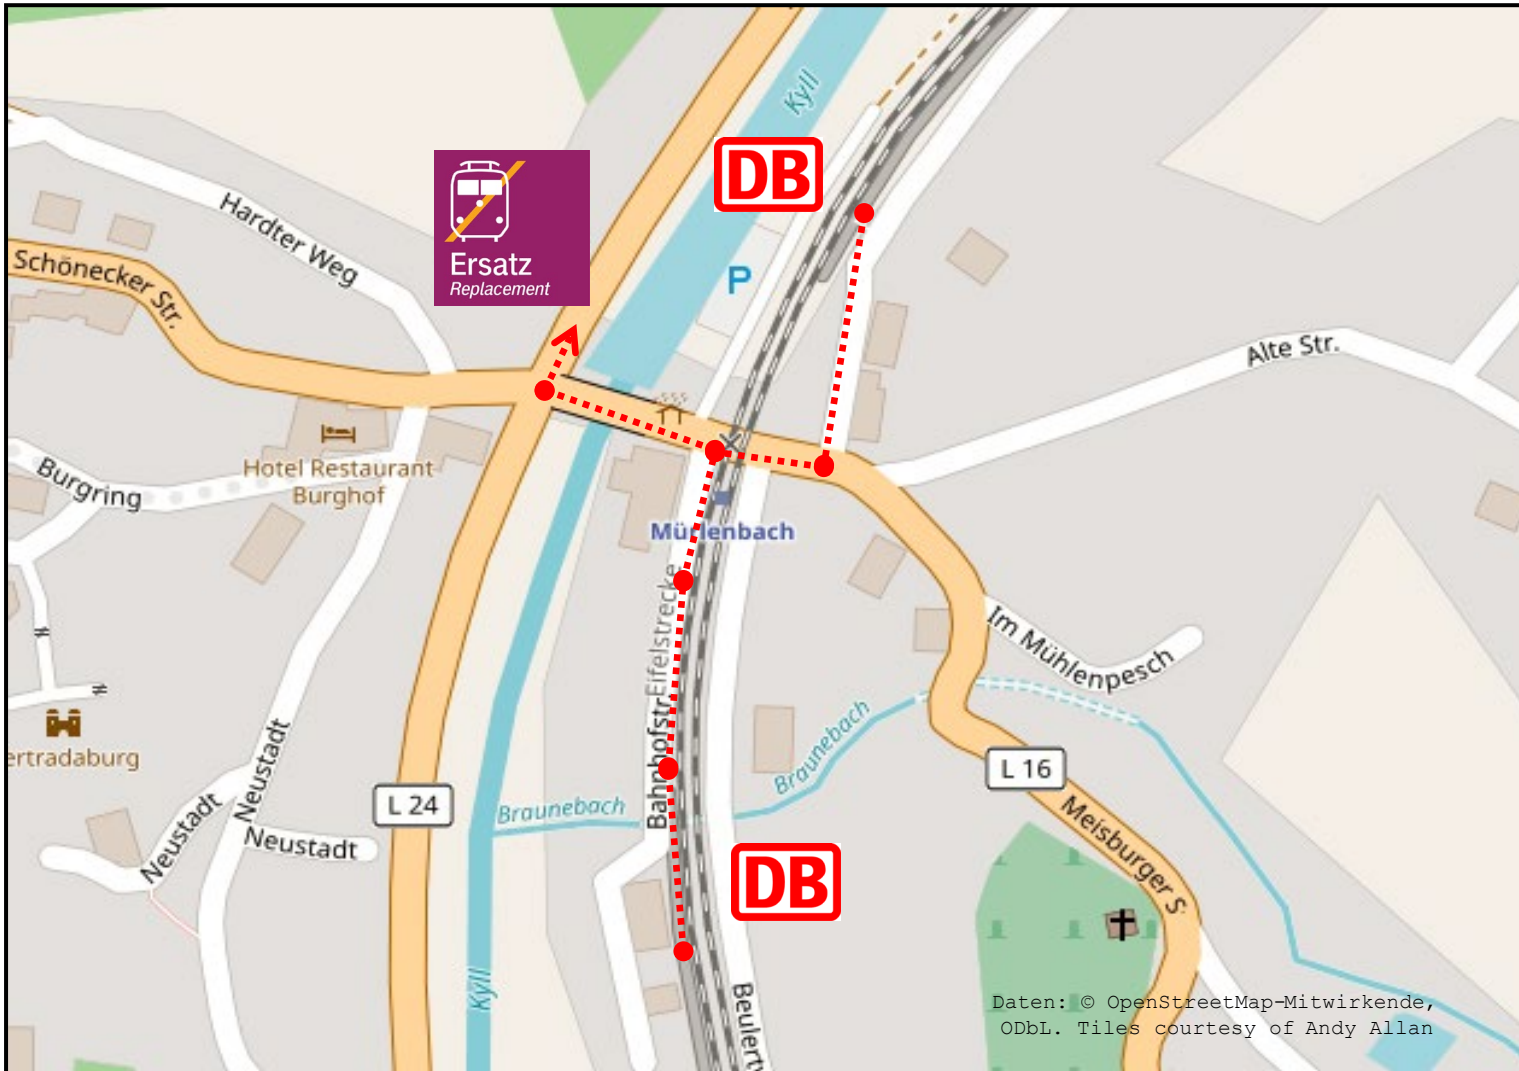 Kyll
DB
Ersatz
Replacement
Hardter Weg
Schönecker Str.
P
Alte Str.
Hotel Restaurant
Burghof
Burgring
Eifelstrecke
Im Mühlenpesch
Bahnhofstr.
Neustadt
ertradaburg
Braunebach
L 16
L 24
Braunebach
Neustadt
Neustadt
Meisburger S
DB
Kyll
Daten: © OpenStreetMap-Mitwirkende,
ODbL. Tiles courtesy of Andy Allan